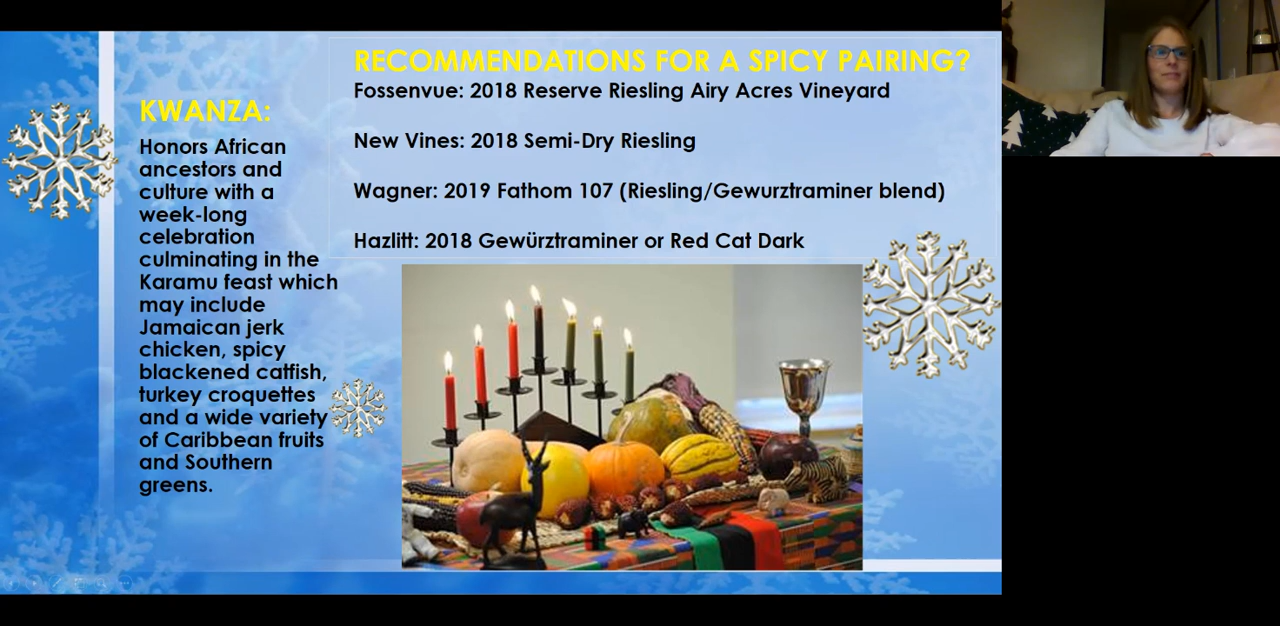 KWANZA:
Honors African
ancestors and
culture with a
week-long
celebration
culminating in the
Karamu feast which
may include
Jamaican jerk
chicken, spicy
blackened catfish,
turkey croquettes
and a wide variety
of Caribbean fruits
and Southern
greens.
RECOMMENDATIONS FOR A SPICY PAIRING?
Fossenvue: 2018 Reserve Riesling Airy Acres Vineyard
New Vines: 2018 Semi-Dry Riesling
Wagner: 2019 Fathom 107 (Riesling/Gewurztraminer blend)
Hazlitt: 2018 Gewürztraminer or Red Cat Dark